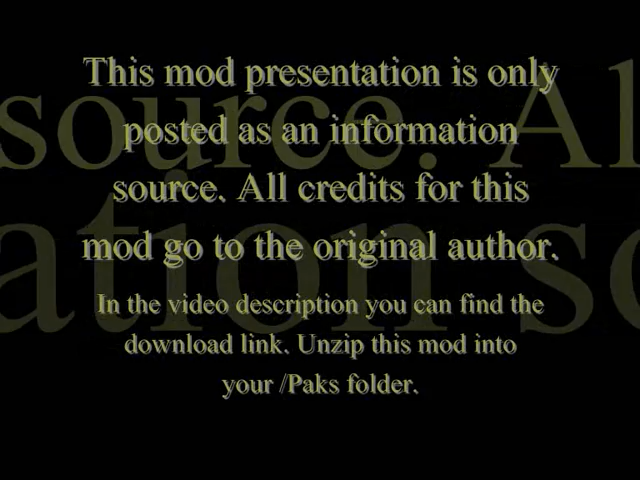 This mod presentation is only
posted as an information
source. All credits for this
mod go to the original author.
In the video description you can find the
download link. Unzip this mod into
your /Paks folder.